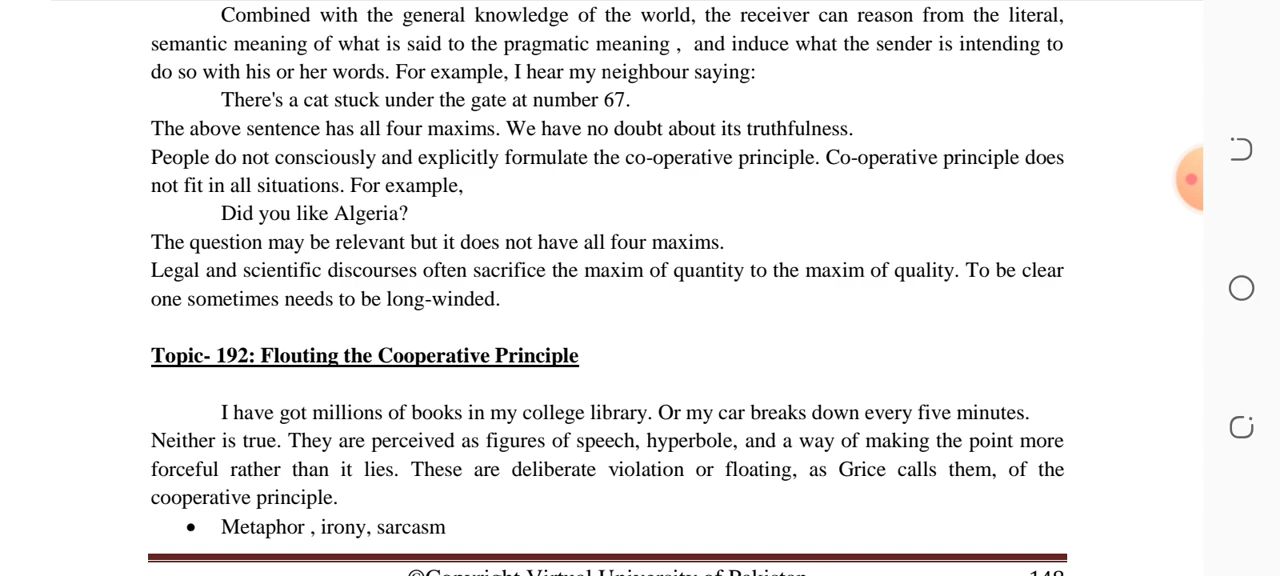 Combined with the general knowledge of the world, the receiver can reason from the literal,
semantic meaning of what is said to the pragmatic meaning , and induce what the sender is intending to
do so with his or her words. For example, I hear my neighbour saying:
There's a cat stuck under the gate at number 67.
The above sentence has all four maxims. We have no doubt about its truthfulness.
People do not consciously and explicitly formulate the co-operative principle. Co-operative principle does
not fit in all situations. For example,
Did you like Algeria?
The question may be relevant but it does not have all four maxims.
Legal and scientific discourses often sacrifice the maxim of quantity to the maxim of quality. To be clear
one sometimes needs to be long-winded.
Topic- 192: Flouting the Cooperative Principle
I have got millions of books in my college library. Or my car breaks down every five minutes.
Neither is true. They are perceived as figures of speech, hyperbole, and a way of making the point more
forceful rather than it lies. These are deliberate violation or floating, as Grice calls them, of the
cooperative principle.
• Metaphor , irony, sarcasm
©Copyright Virtual University of Pakistan 148